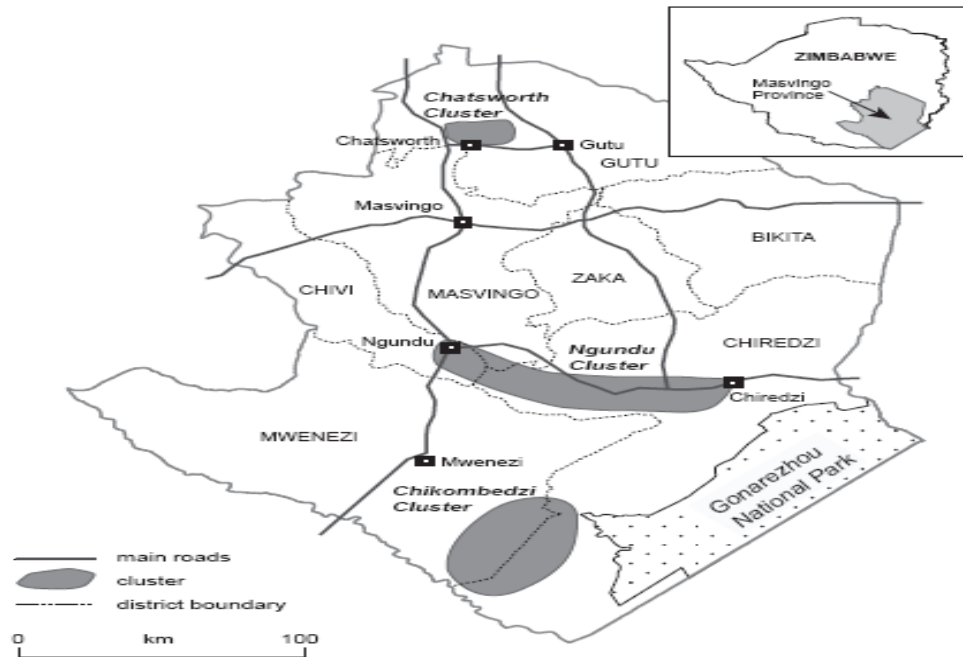 ZIMBABWE
Masvingo
Province
Chatsworth
Cluster
Chatsworth
Gutu
GUTU
Masvingo
BIKITA
ZAKA
CHIVI
MASVINGO
Ngundu
Ngundu
Cluster
CHIREDZI
Chiredzi
MWENEZI
Mwenezi
Gonarezhou
National Park
Chikombedzi
Cluster
main roads
cluster
district boundary
0 km 100